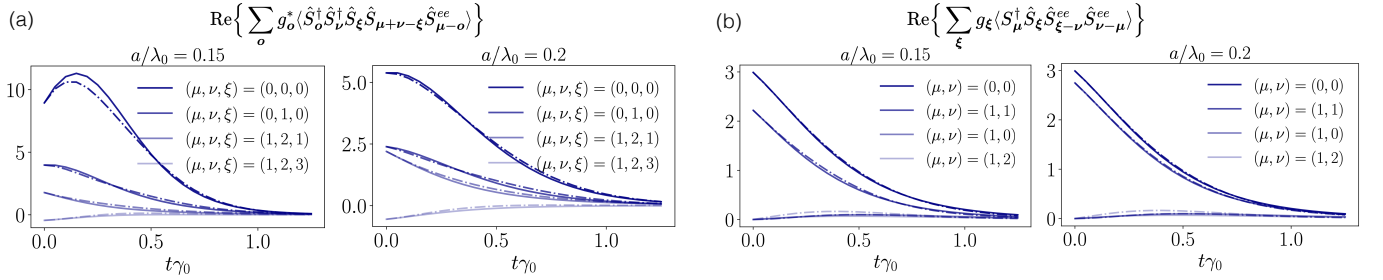 (a) Re{ ∑_o g_o^* ⟨Ŝ_o^† Ŝ_ν^† Ŝ_ξ Ŝ_{μ+ν−ξ} Ŝ_{μ−o}^{ee}⟩ }
a/λ₀ = 0.15
10
5
0
0.0 0.5 1.0
tγ₀
(μ, ν, ξ) = (0, 0, 0)
(μ, ν, ξ) = (0, 1, 0)
(μ, ν, ξ) = (1, 2, 1)
(μ, ν, ξ) = (1, 2, 3)
a/λ₀ = 0.2
5.0
2.5
0.0
0.0 0.5 1.0
tγ₀
(μ, ν, ξ) = (0, 0, 0)
(μ, ν, ξ) = (0, 1, 0)
(μ, ν, ξ) = (1, 2, 1)
(μ, ν, ξ) = (1, 2, 3)
(b) Re{ ∑_ξ g_ξ ⟨S_μ^† Ŝ_ξ Ŝ_{ξ−ν}^{ee} Ŝ_{ν−μ}^{ee}⟩ }
a/λ₀ = 0.15
3
2
1
0
0.0 0.5 1.0
tγ₀
(μ, ν) = (0, 0)
(μ, ν) = (1, 1)
(μ, ν) = (1, 0)
(μ, ν) = (1, 2)
a/λ₀ = 0.2
3
2
1
0
0.0 0.5 1.0
tγ₀
(μ, ν) = (0, 0)
(μ, ν) = (1, 1)
(μ, ν) = (1, 0)
(μ, ν) = (1, 2)